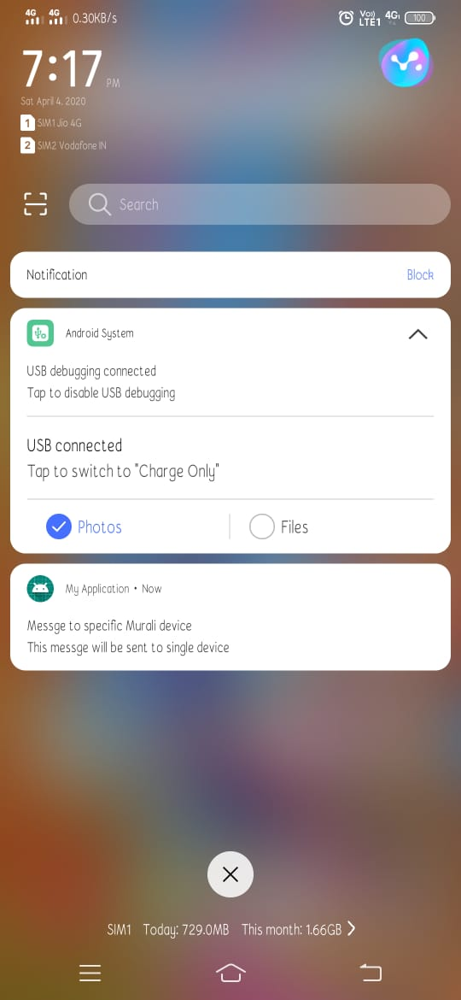 4G 4G 0.30KB/s Vo)) LTE1 4G 100
7:17 PM
Sat April 4, 2020
1 SIM1 Jio 4G
2 SIM2 Vodafone IN
Search
Notification Block
Android System
USB debugging connected
Tap to disable USB debugging
USB connected
Tap to switch to "Charge Only"
Photos Files
My Application • Now
Messge to specific Murali device
This messge will be sent to single device
SIM1 Today: 729.0MB This month: 1.66GB